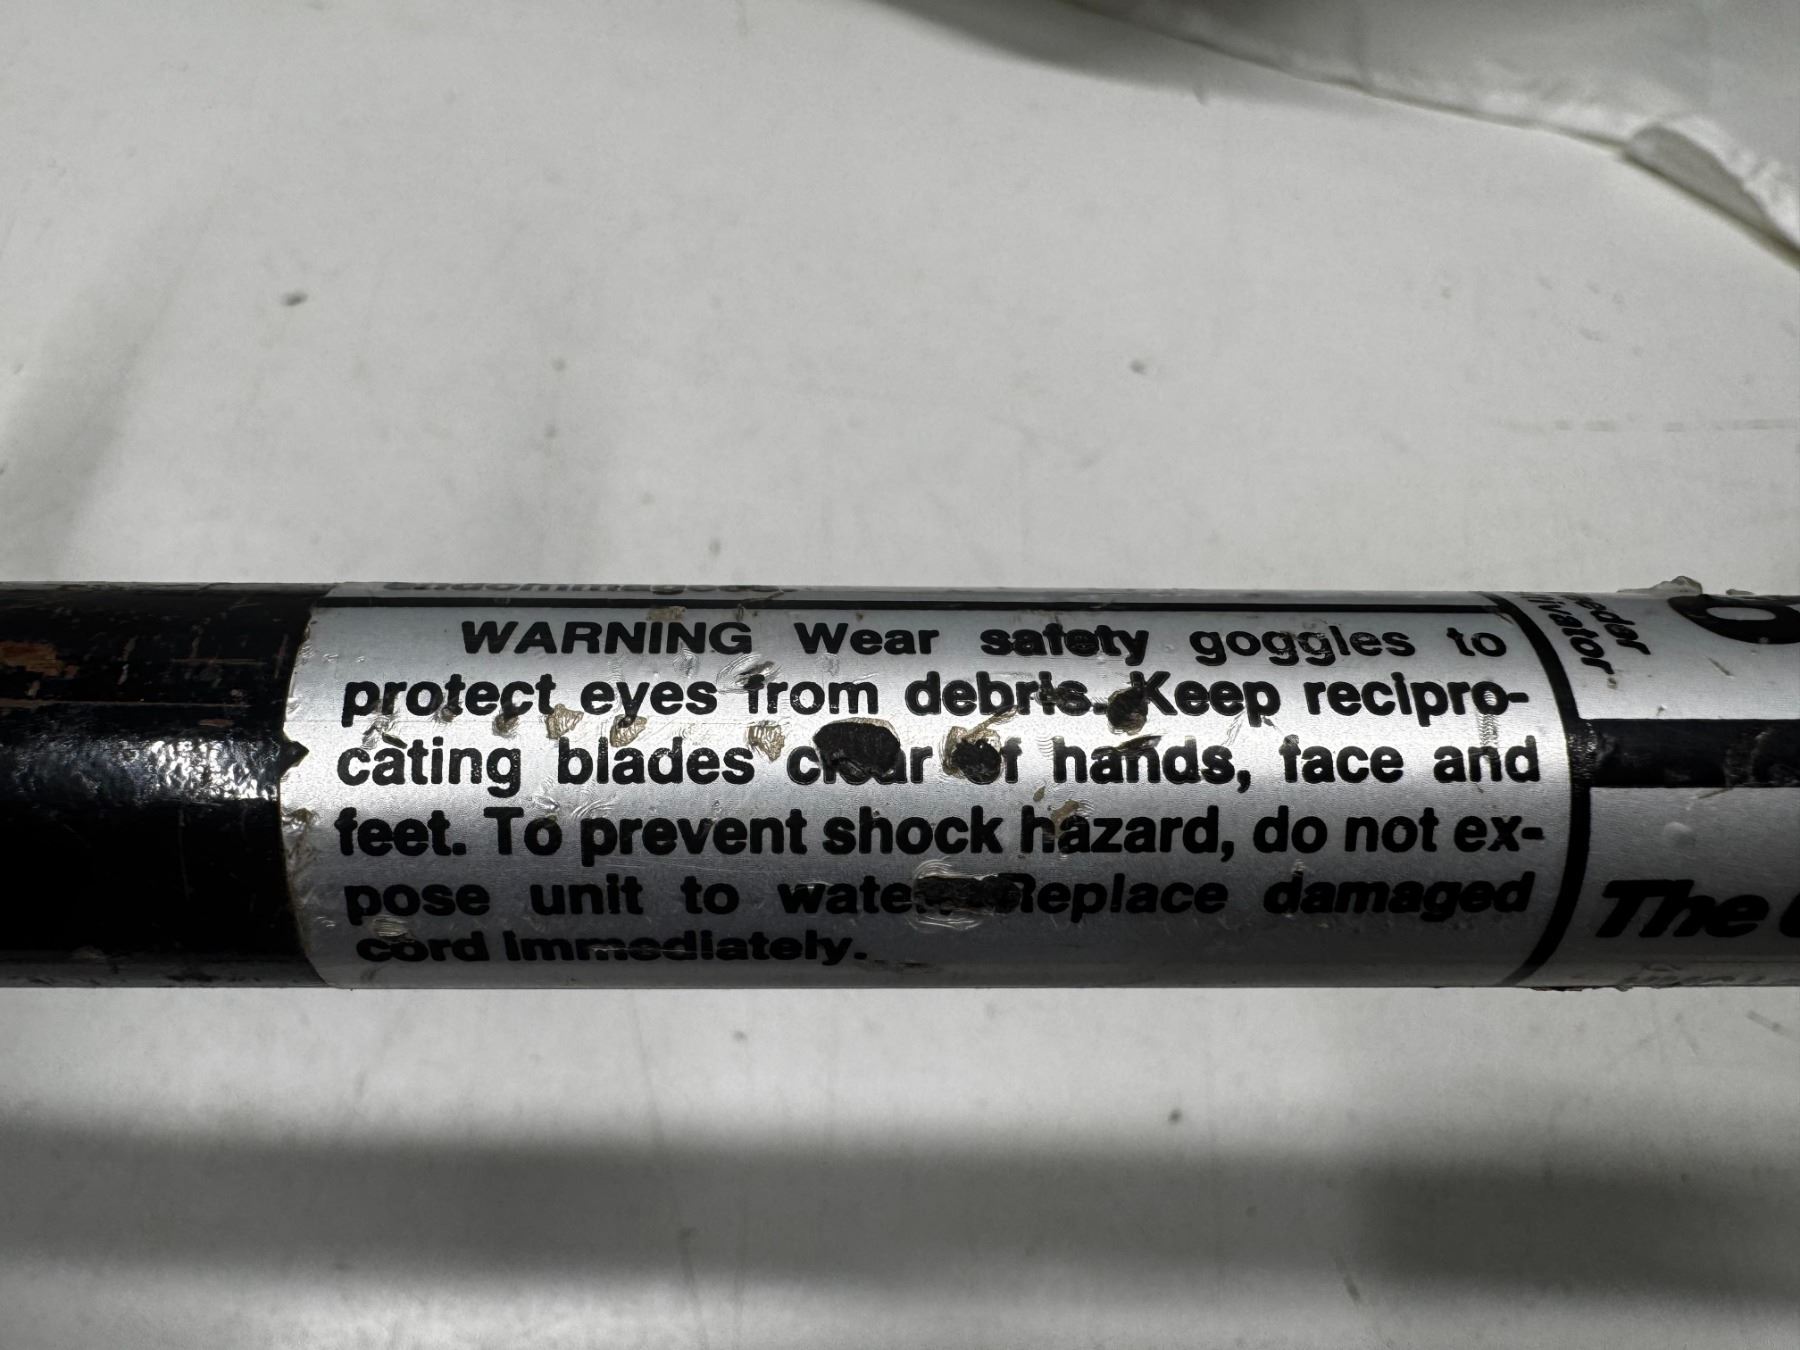 WARNING Wear safety goggles to
protect eyes from debris. Keep recipro-
cating blades clear of hands, face and
feet. To prevent shock hazard, do not ex-
pose unit to water. Replace damaged
cord immediately.
The